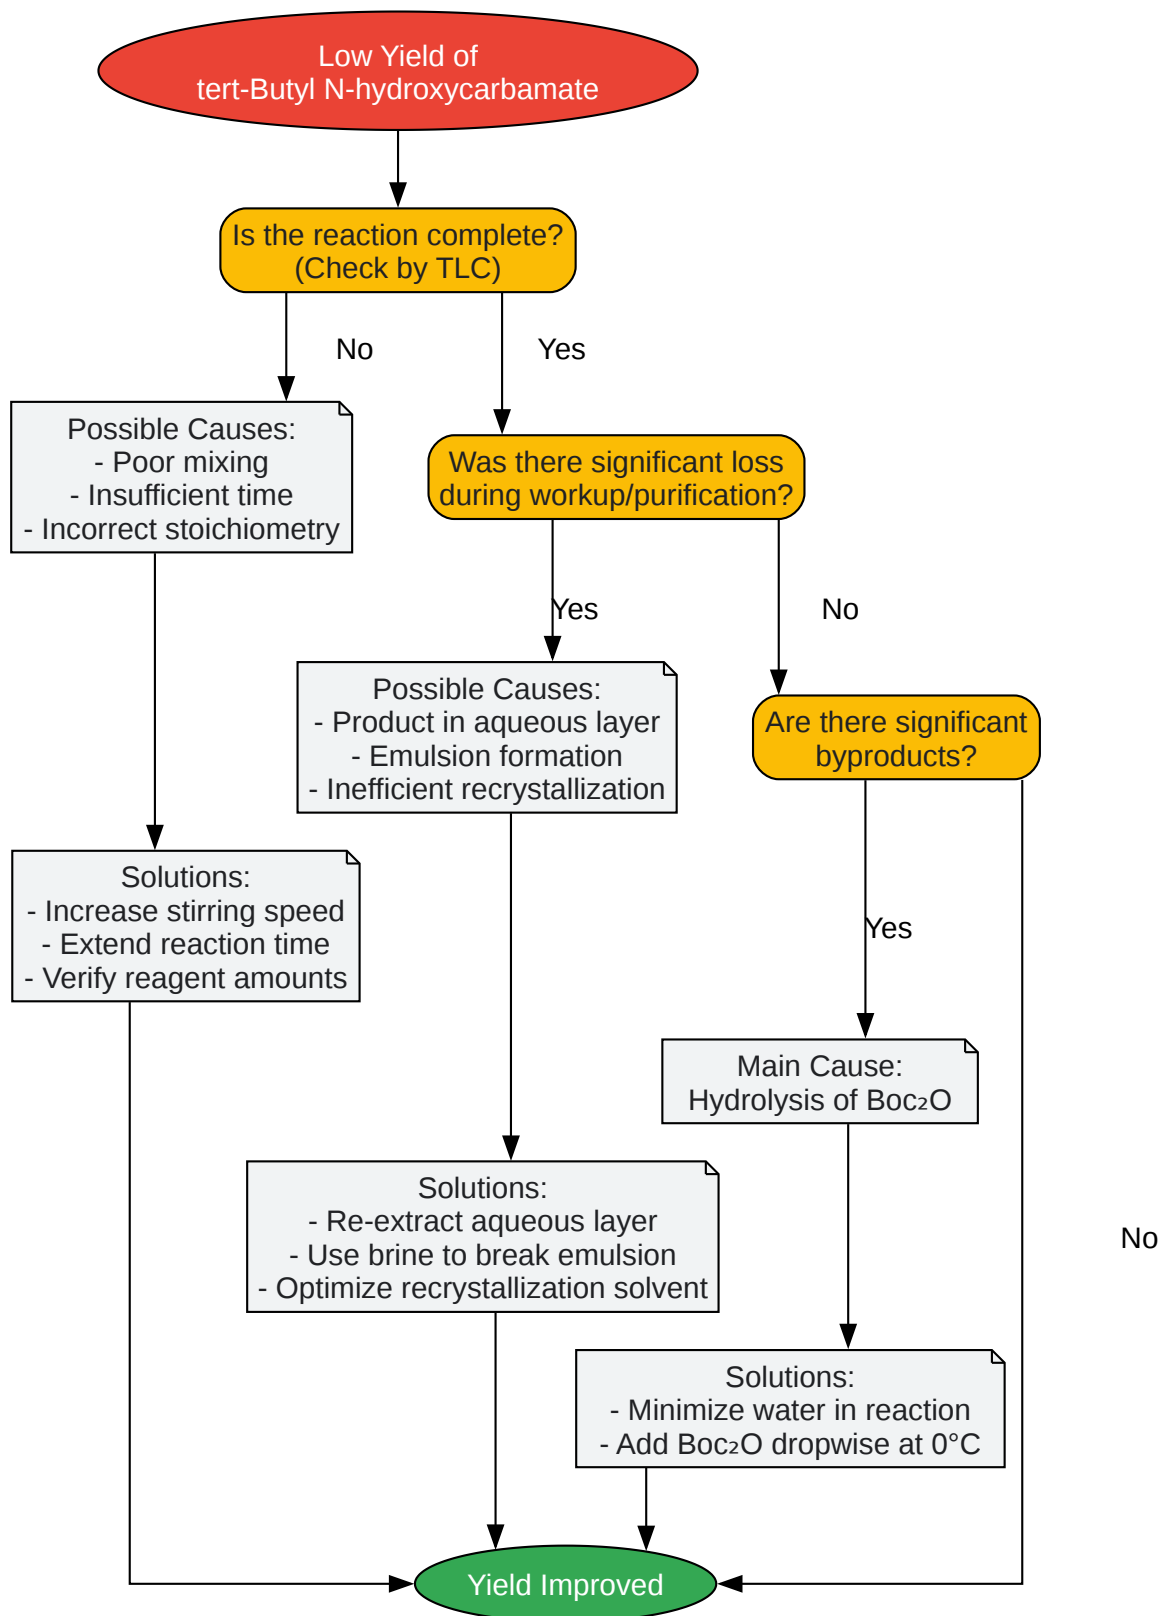 Low Yield of
tert-Butyl N-hydroxycarbamate
Is the reaction complete?
(Check by TLC)
No
Yes
Possible Causes:
- Poor mixing
- Insufficient time
- Incorrect stoichiometry
Was there significant loss
during workup/purification?
Yes
No
Possible Causes:
- Product in aqueous layer
- Emulsion formation
- Inefficient recrystallization
Are there significant
byproducts?
Solutions:
- Increase stirring speed
- Extend reaction time
- Verify reagent amounts
Yes
Main Cause:
Hydrolysis of Boc₂O
Solutions:
- Re-extract aqueous layer
- Use brine to break emulsion
- Optimize recrystallization solvent
No
Solutions:
- Minimize water in reaction
- Add Boc₂O dropwise at 0°C
Yield Improved